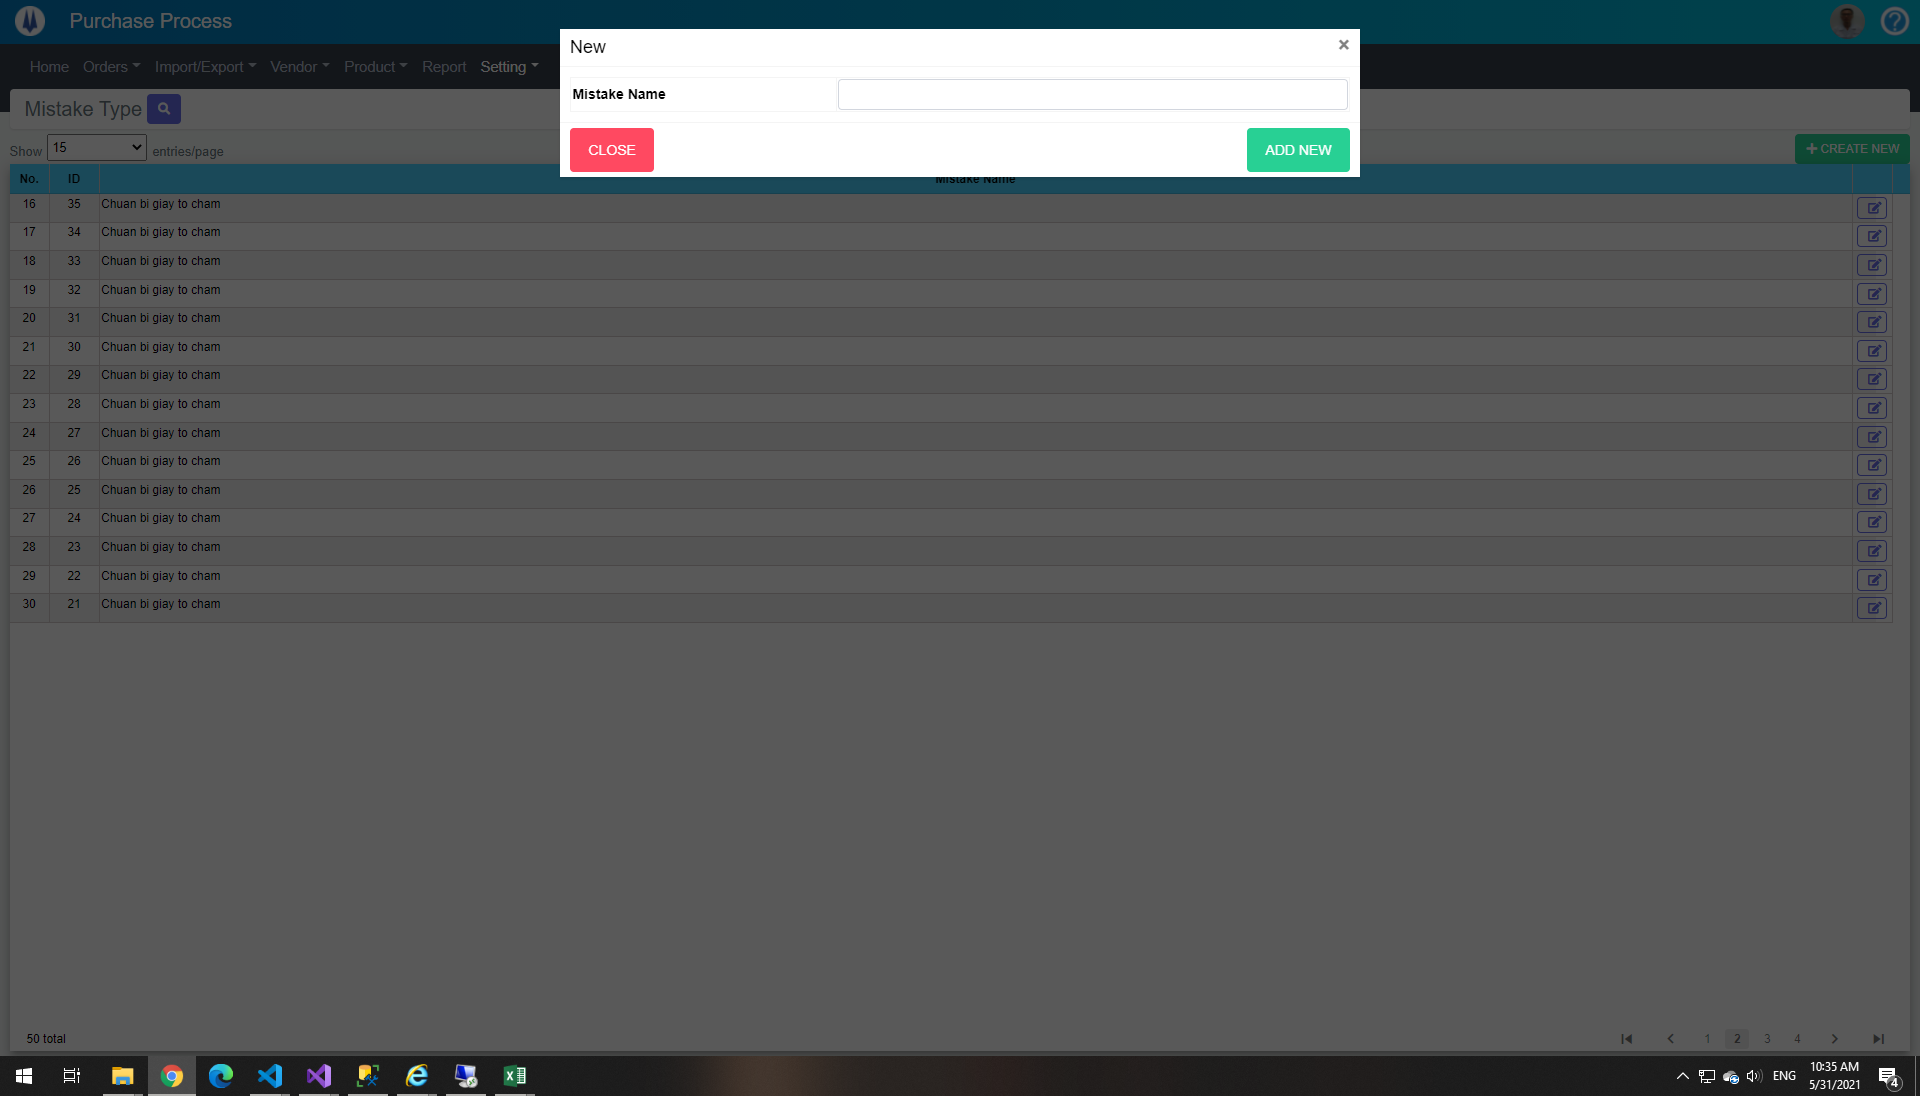 Purchase Process
Home Orders Import/Export Vendor Product Report Setting
New ×
Mistake Name
CLOSE ADD NEW
Mistake Type
Show 15 entries/page
CREATE NEW
No. ID Mistake Name
16 35 Chuan bi giay to cham
17 34 Chuan bi giay to cham
18 33 Chuan bi giay to cham
19 32 Chuan bi giay to cham
20 31 Chuan bi giay to cham
21 30 Chuan bi giay to cham
22 29 Chuan bi giay to cham
23 28 Chuan bi giay to cham
24 27 Chuan bi giay to cham
25 26 Chuan bi giay to cham
26 25 Chuan bi giay to cham
27 24 Chuan bi giay to cham
28 23 Chuan bi giay to cham
29 22 Chuan bi giay to cham
30 21 Chuan bi giay to cham
50 total
1 2 3 4
ENG
10:35 AM
5/31/2021
4